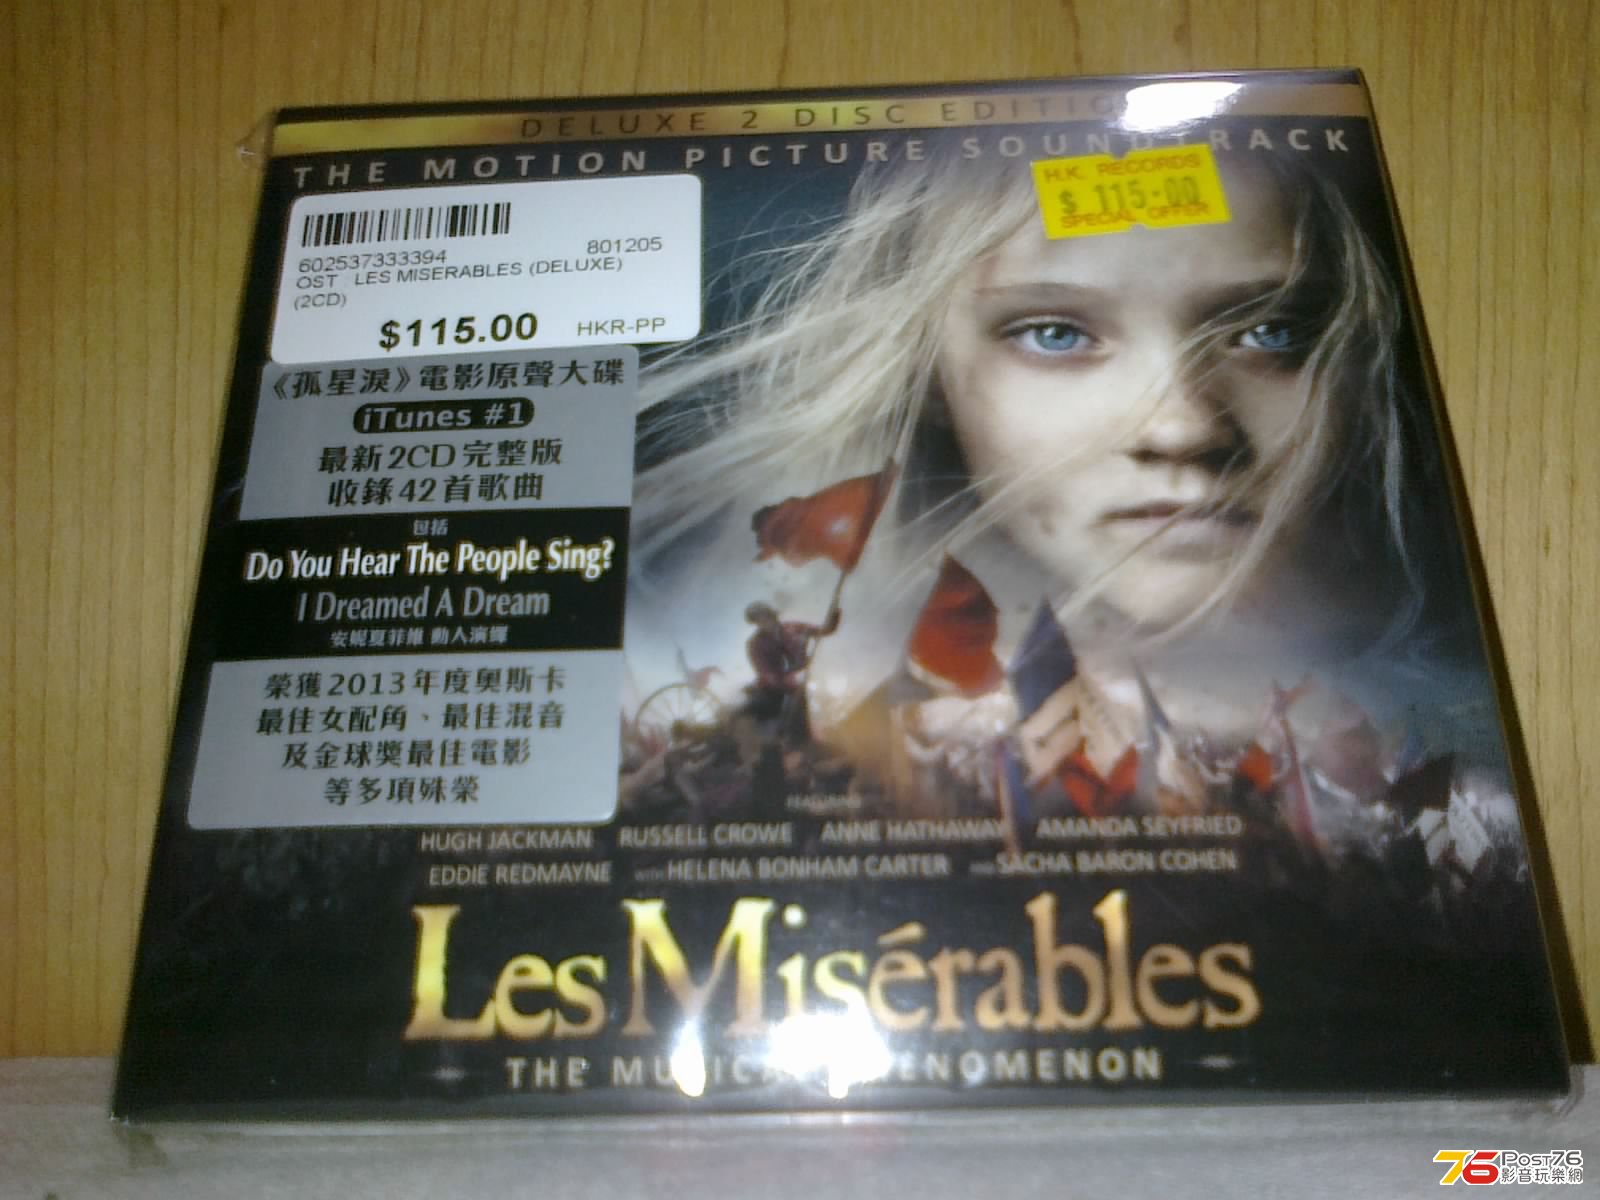 DELUXE 2 DISC EDITION
THE MOTION PICTURE SOUNDTRACK
H.K. RECORDS
$ 115.00
SPECIAL OFFER
602537333394 801205
OST LES MISERABLES (DELUXE)
(2CD)
$115.00 HKR-PP
《孤星淚》電影原聲大碟
iTunes #1
最新2CD完整版
收錄42首歌曲
包括
Do You Hear The People Sing?
I Dreamed A Dream
安妮夏菲維 動人演繹
榮獲2013年度奧斯卡
最佳女配角、最佳混音
及金球獎最佳電影
等多項殊榮
FEATURING
HUGH JACKMAN RUSSELL CROWE ANNE HATHAWAY AMANDA SEYFRIED
EDDIE REDMAYNE WITH HELENA BONHAM CARTER AND SACHA BARON COHEN
Les Misérables
THE MUSICAL PHENOMENON
76 Post76
影音玩樂網